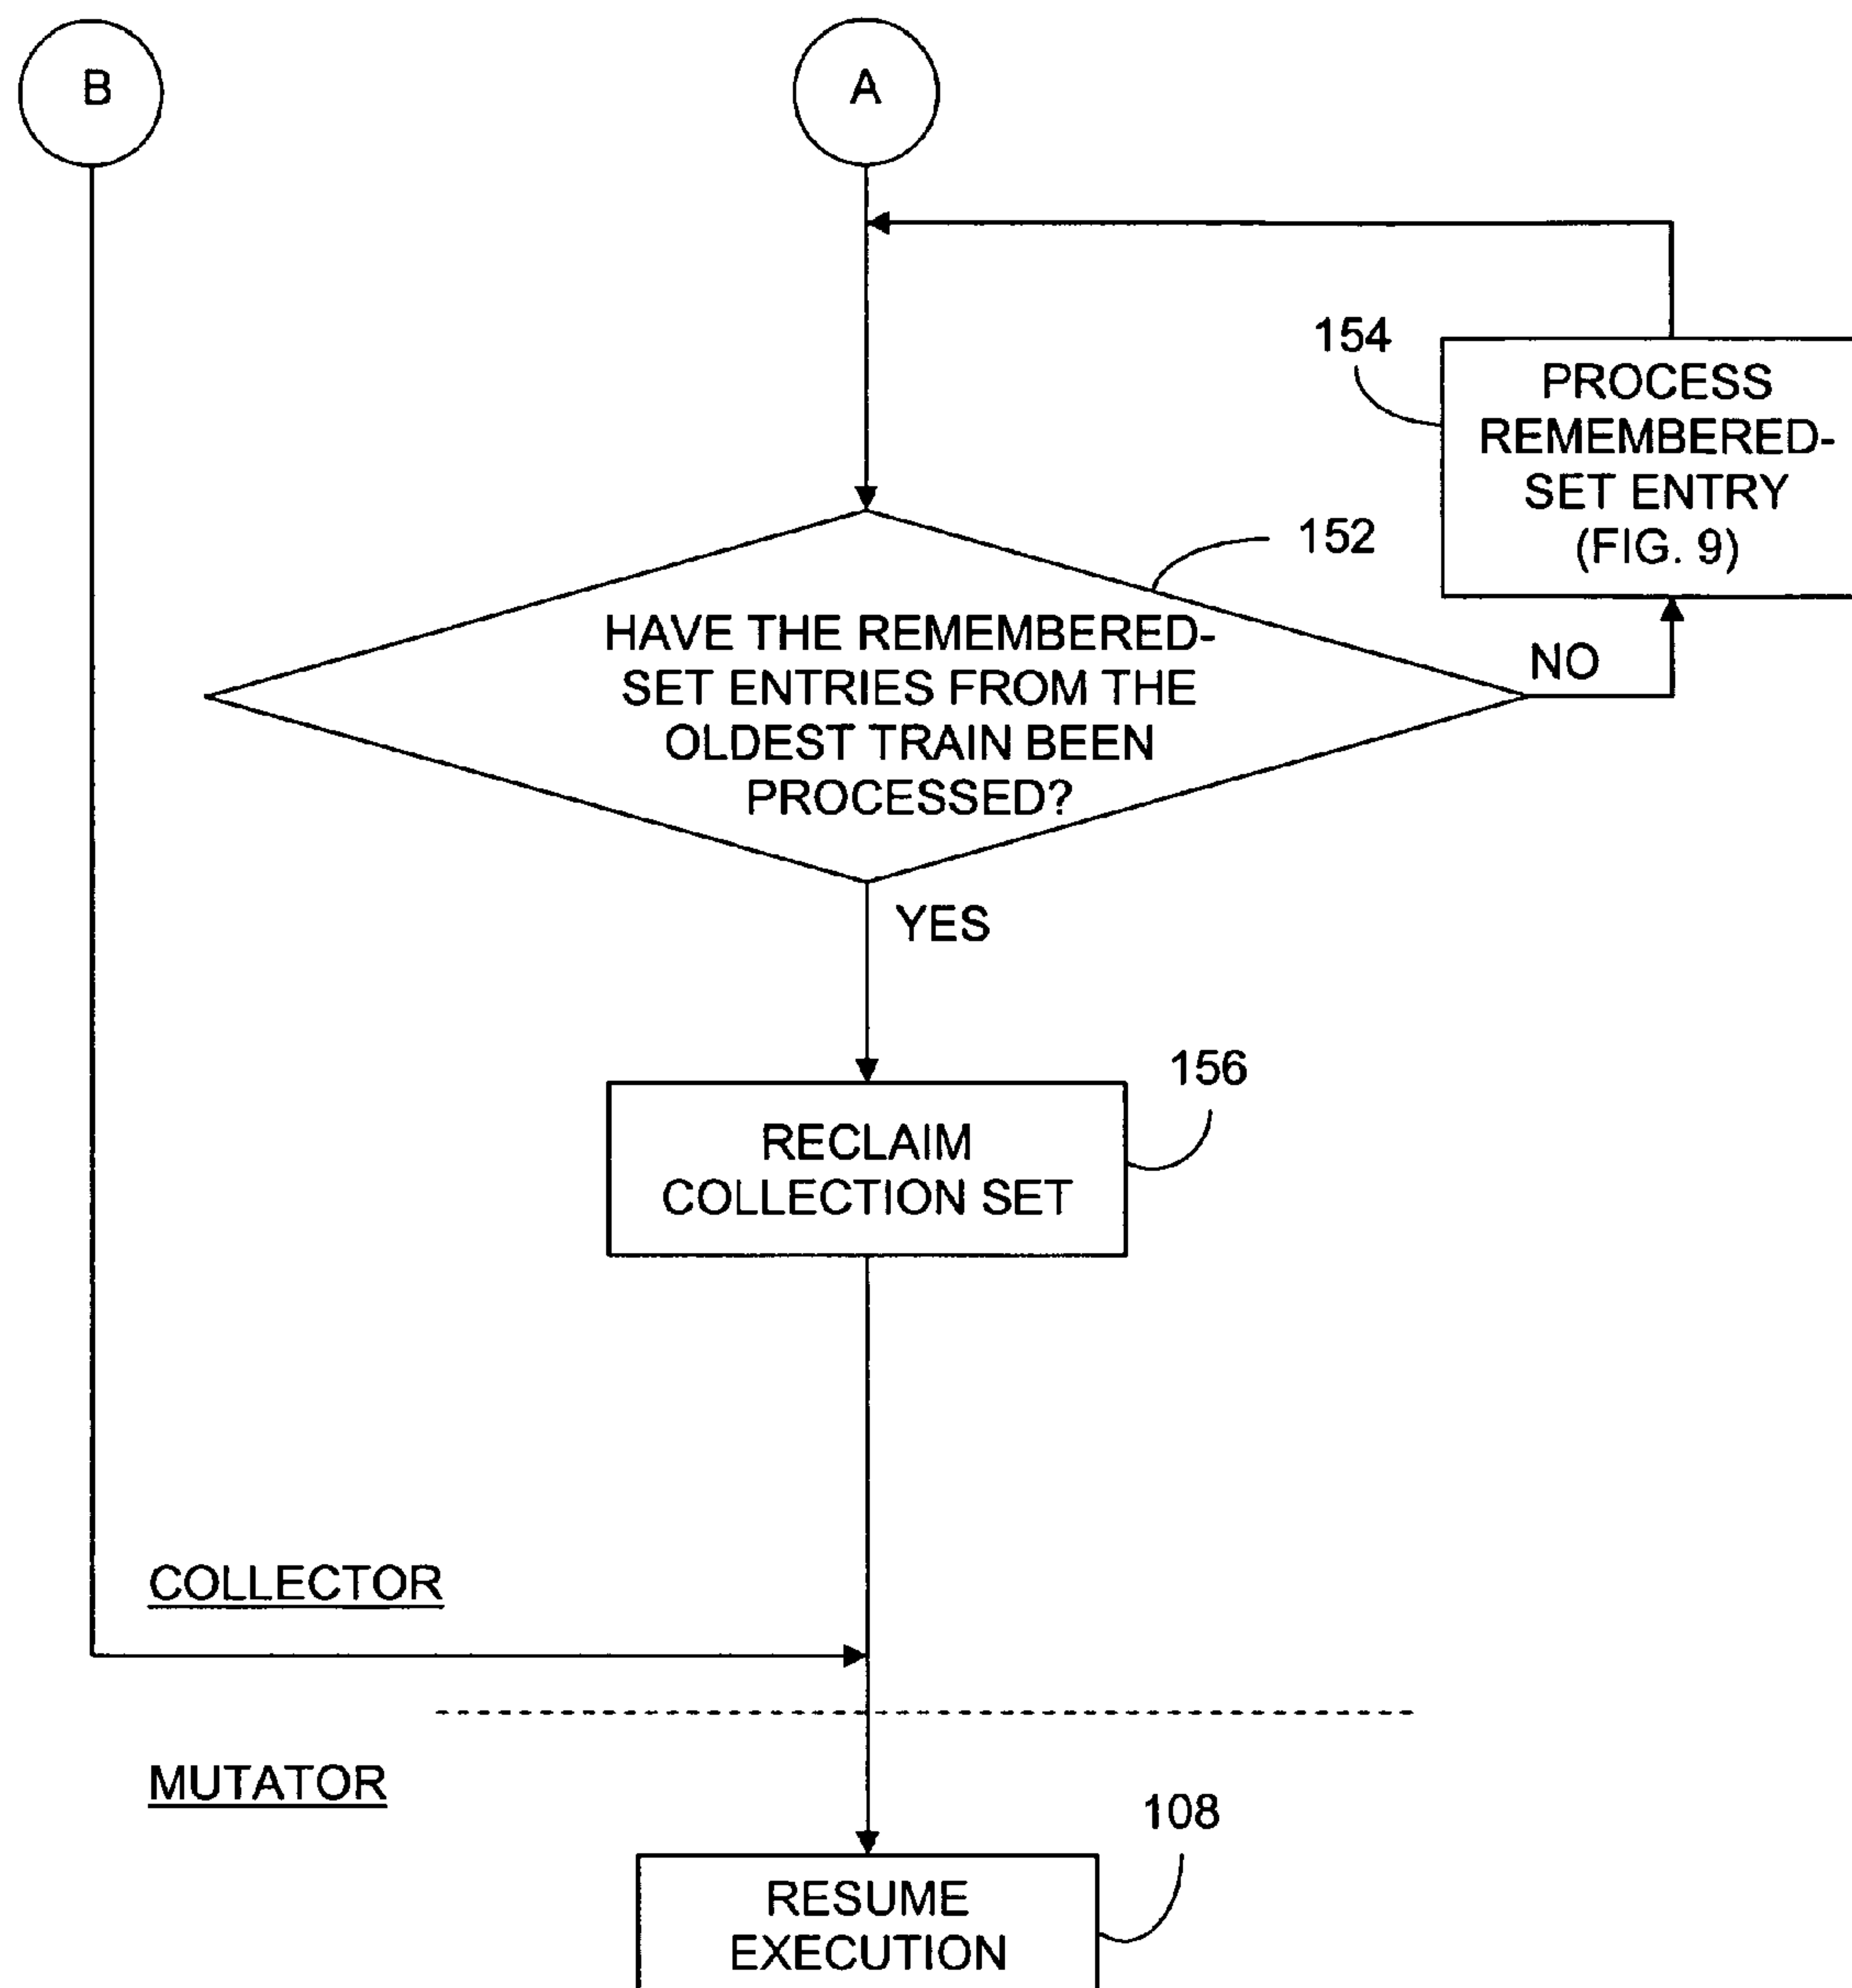 B
A
154
PROCESS
REMEMBERED-
SET ENTRY
(FIG. 9)
152
HAVE THE REMEMBERED-
SET ENTRIES FROM THE
OLDEST TRAIN BEEN
PROCESSED?
NO
YES
156
RECLAIM
COLLECTION SET
COLLECTOR
MUTATOR
108
RESUME
EXECUTION